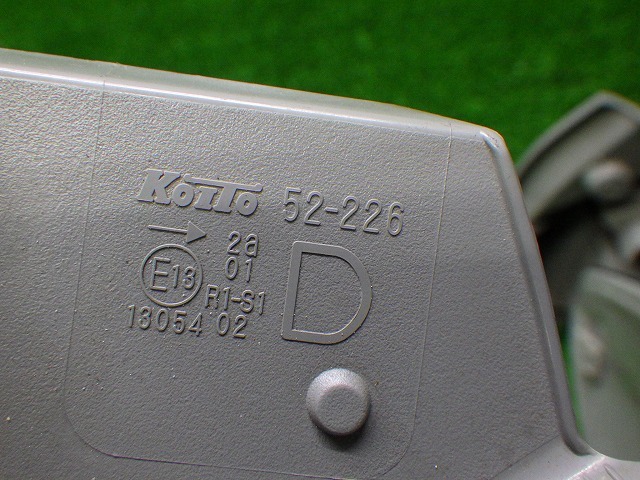 KOITO 52-226
→ 2a
E13 01
R1-S1
13054 02
D